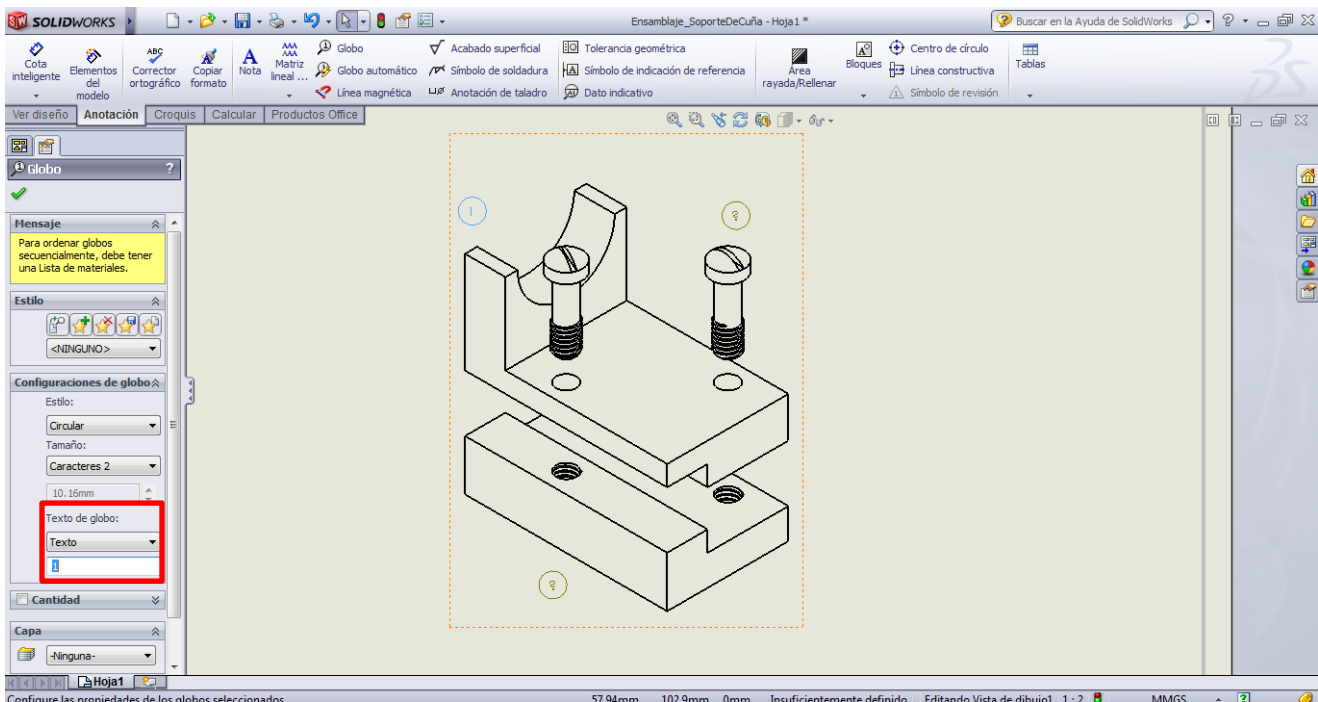 SOLIDWORKS
Ensamblaje_SoporteDeCuña - Hoja1 *
Buscar en la Ayuda de SolidWorks
Cota inteligente
Elementos del modelo
ABC
Corrector ortográfico
Copiar formato
A
Nota
Matriz lineal ...
Globo
Globo automático
Línea magnética
Acabado superficial
Símbolo de soldadura
Anotación de taladro
Tolerancia geométrica
Símbolo de indicación de referencia
Dato indicativo
Área rayada/Rellenar
Bloques
Centro de círculo
Línea constructiva
Símbolo de revisión
Tablas
Ver diseño
Anotación
Croquis
Calcular
Productos Office
Globo
?
Mensaje
Para ordenar globos
secuencialmente, debe tener
una Lista de materiales.
Estilo
<NINGUNO>
Configuraciones de globo
Estilo:
Circular
Tamaño:
Caracteres 2
10.16mm
Texto de globo:
Texto
1
Cantidad
Capa
-Ninguna-
1
?
?
Hoja1
Configure las propiedades de los globos seleccionados.
57.94mm 102.9mm 0mm Insuficientemente definido Editando Vista de dibujo1 1 : 2 MMGS